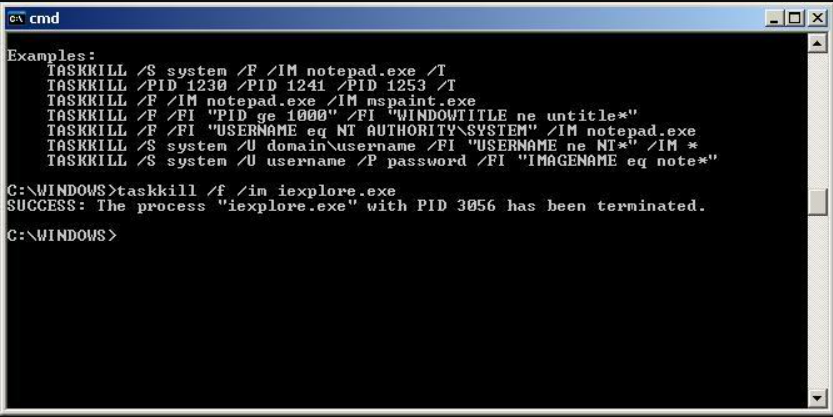 cmd
Examples:
TASKKILL /S system /F /IM notepad.exe /T
TASKKILL /PID 1230 /PID 1241 /PID 1253 /T
TASKKILL /F /IM notepad.exe /IM mspaint.exe
TASKKILL /F /FI "PID ge 1000" /FI "WINDOWTITLE ne untitle*"
TASKKILL /F /FI "USERNAME eq NT AUTHORITY\SYSTEM" /IM notepad.exe
TASKKILL /S system /U domain\username /FI "USERNAME ne NT*" /IM *
TASKKILL /S system /U username /P password /FI "IMAGENAME eq note*"
C:\WINDOWS>taskkill /f /im iexplore.exe
SUCCESS: The process "iexplore.exe" with PID 3056 has been terminated.
C:\WINDOWS>